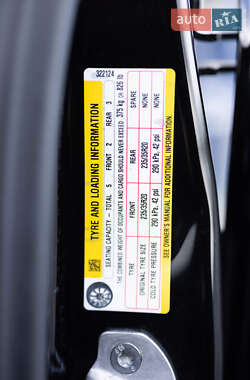 auto RIA
322124
TYRE AND LOADING INFORMATION
SEATING CAPACITY - TOTAL 5 FRONT 2 REAR 3
THE COMBINED WEIGHT OF OCCUPANTS AND CARGO SHOULD NEVER EXCEED 375 kg OR 826 lb
TYRE FRONT REAR SPARE
ORIGINAL TYRE SIZE 235/35R20 235/35R20 NONE
COLD TYRE PRESSURE 290 kPa, 42 psi 290 kPa, 42 psi NONE
SEE OWNER'S MANUAL FOR ADDITIONAL INFORMATION